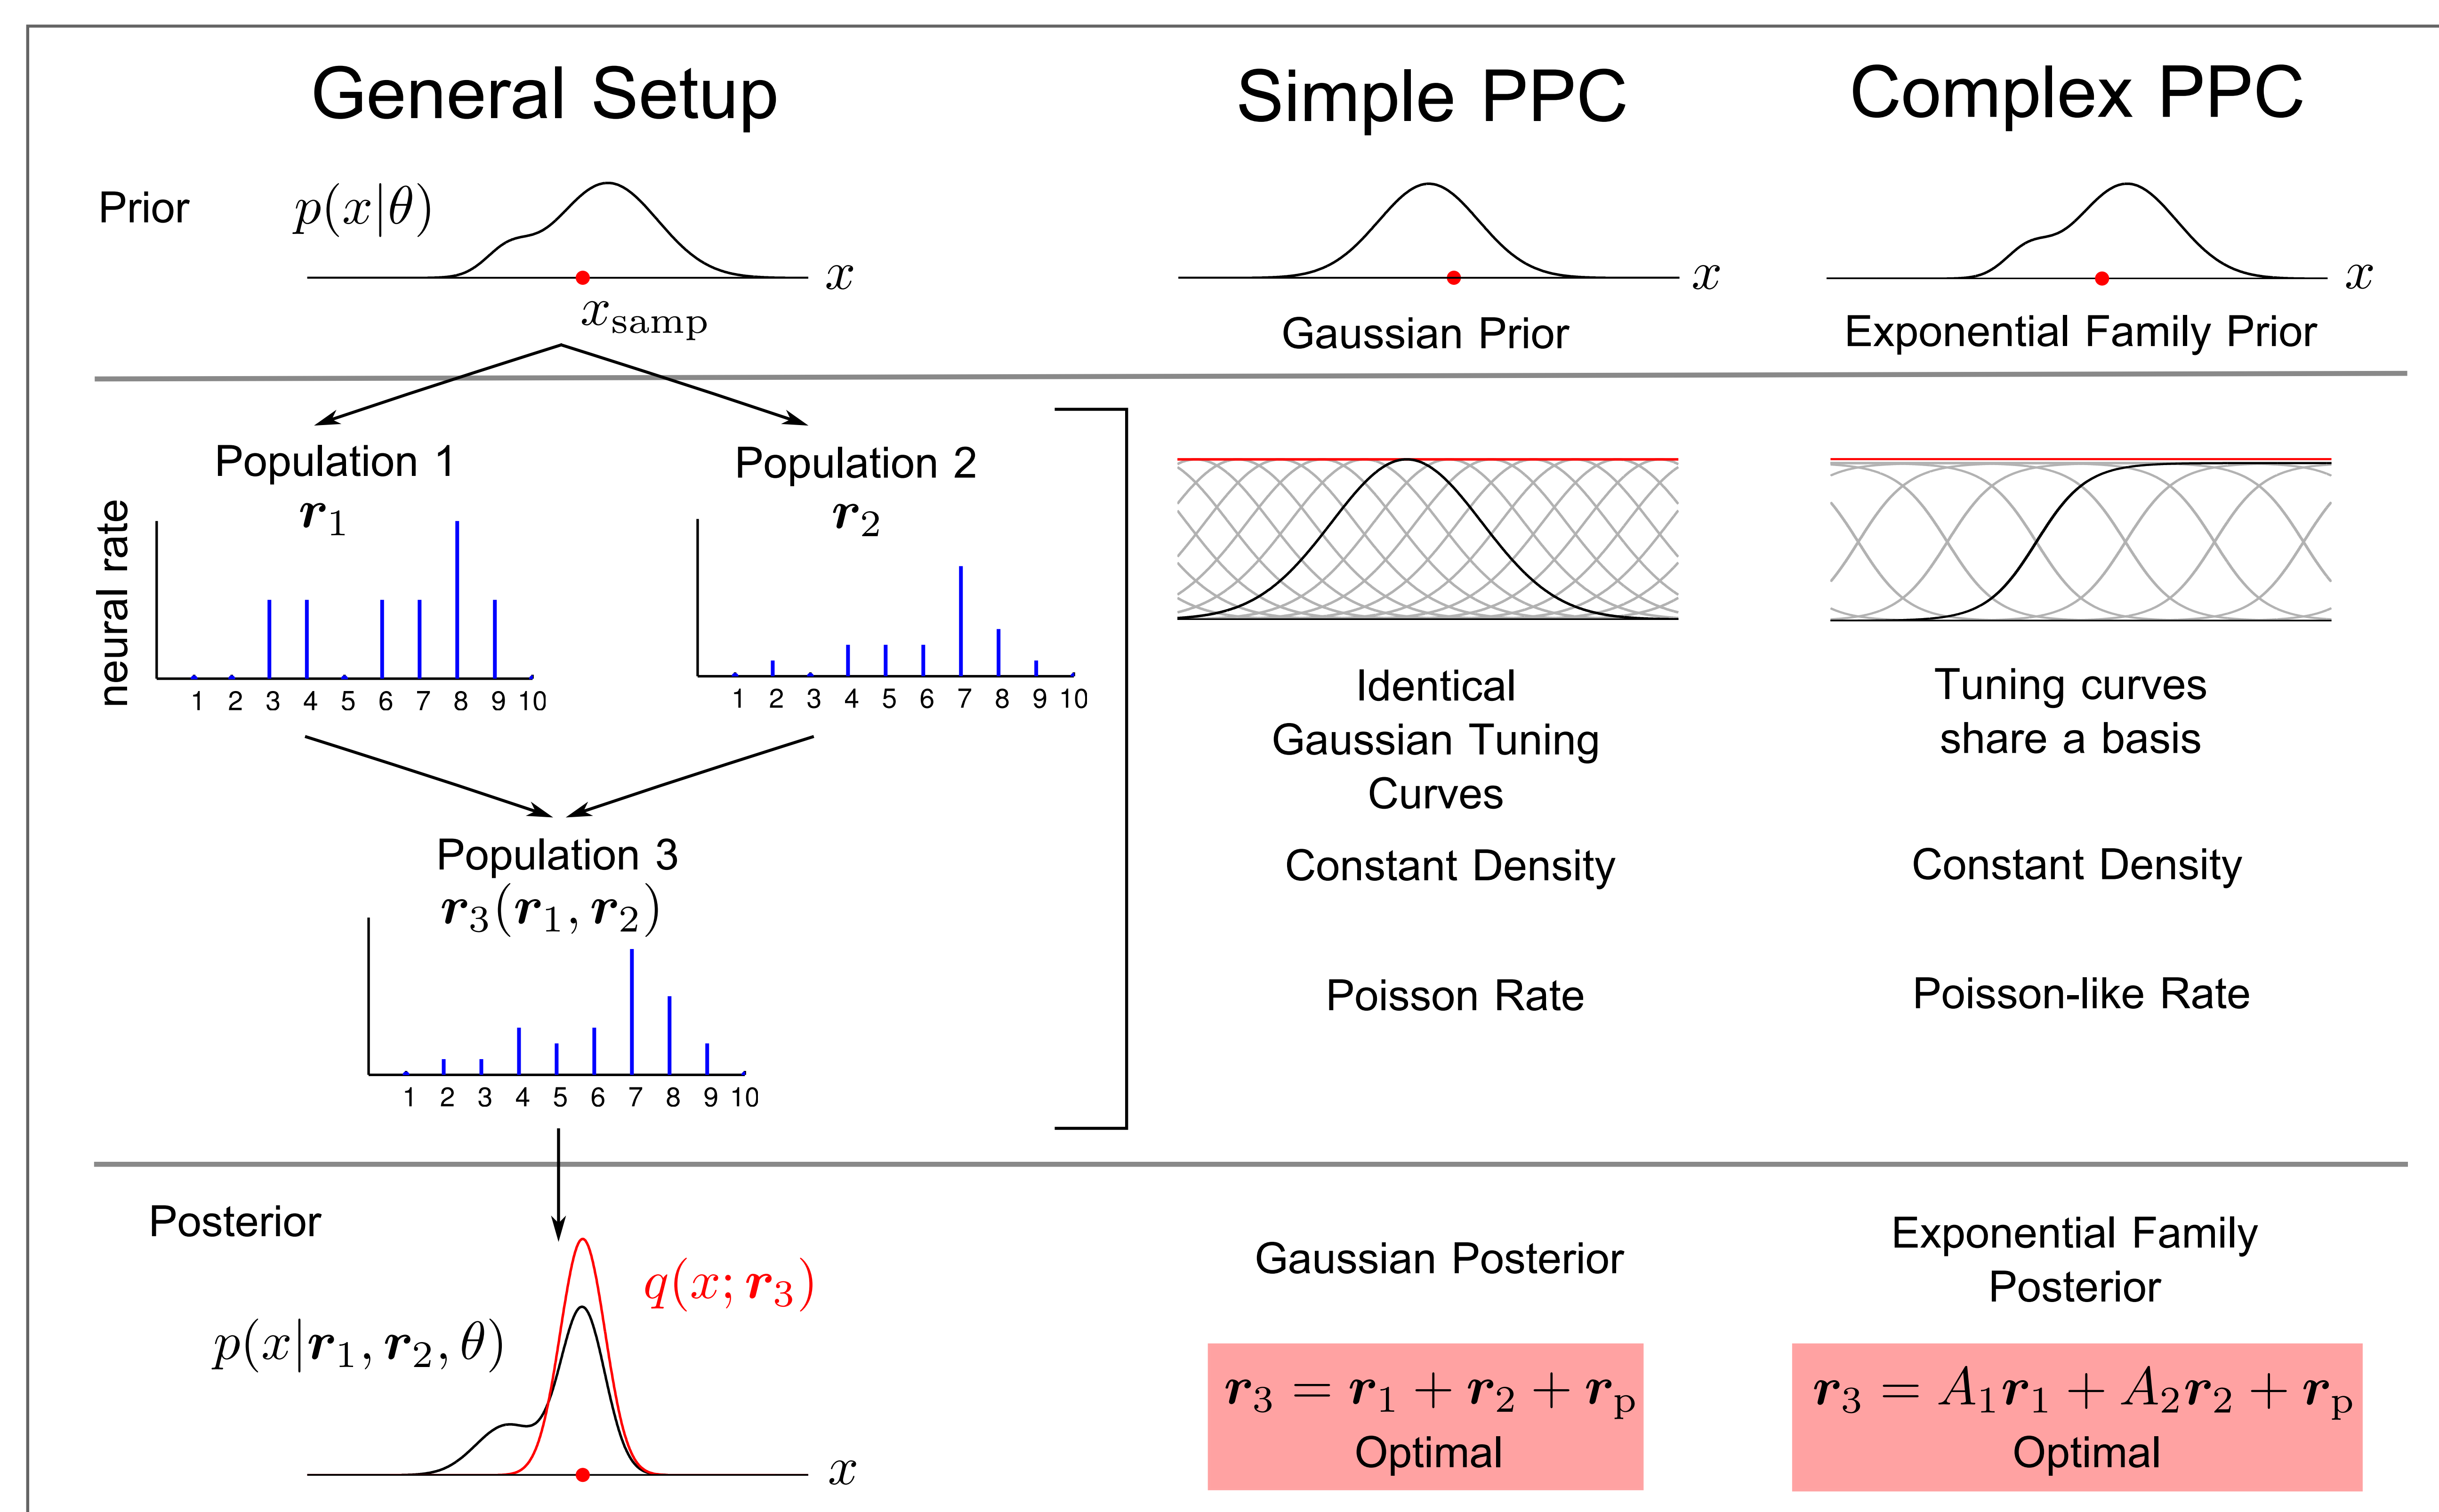 General Setup
Simple PPC
Complex PPC
Prior
p(x|θ)
x
x_samp
x
Gaussian Prior
x
Exponential Family Prior
Population 1
r_1
neural rate
1 2 3 4 5 6 7 8 9 10
Population 2
r_2
1 2 3 4 5 6 7 8 9 10
Population 3
r_3(r_1, r_2)
1 2 3 4 5 6 7 8 9 10
Identical
Gaussian Tuning
Curves
Constant Density
Poisson Rate
Tuning curves
share a basis
Constant Density
Poisson-like Rate
Posterior
q(x; r_3)
p(x|r_1, r_2, θ)
x
Gaussian Posterior
r_3 = r_1 + r_2 + r_p
Optimal
Exponential Family
Posterior
r_3 = A_1r_1 + A_2r_2 + r_p
Optimal